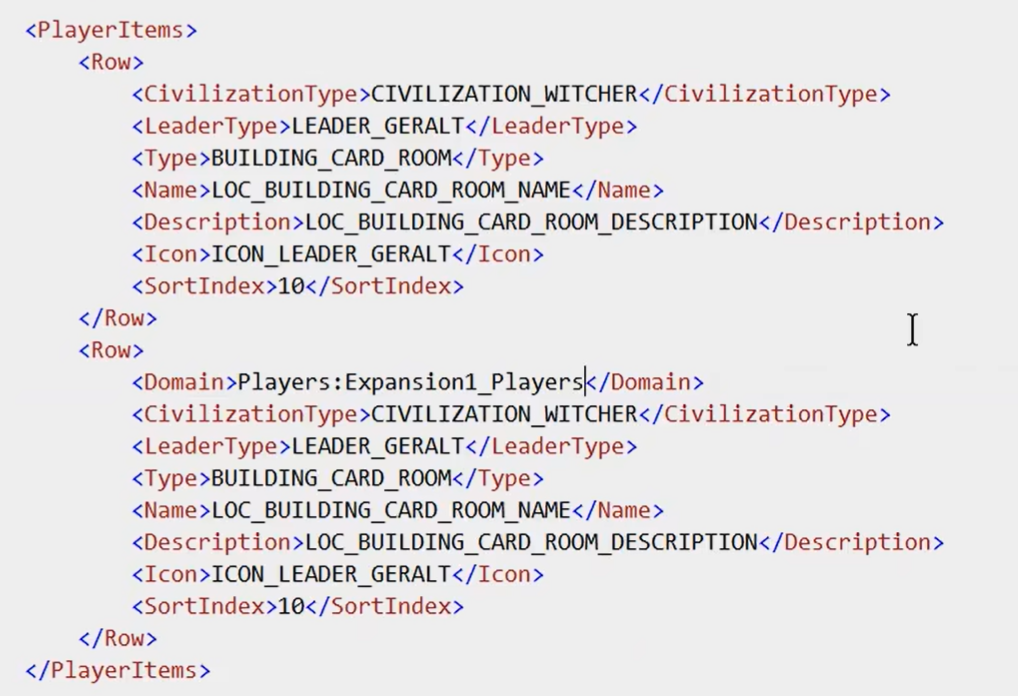 <PlayerItems>
<Row>
<CivilizationType>CIVILIZATION_WITCHER</CivilizationType>
<LeaderType>LEADER_GERALT</LeaderType>
<Type>BUILDING_CARD_ROOM</Type>
<Name>LOC_BUILDING_CARD_ROOM_NAME</Name>
<Description>LOC_BUILDING_CARD_ROOM_DESCRIPTION</Description>
<Icon>ICON_LEADER_GERALT</Icon>
<SortIndex>10</SortIndex>
</Row>
<Row>
<Domain>Players:Expansion1_Players</Domain>
<CivilizationType>CIVILIZATION_WITCHER</CivilizationType>
<LeaderType>LEADER_GERALT</LeaderType>
<Type>BUILDING_CARD_ROOM</Type>
<Name>LOC_BUILDING_CARD_ROOM_NAME</Name>
<Description>LOC_BUILDING_CARD_ROOM_DESCRIPTION</Description>
<Icon>ICON_LEADER_GERALT</Icon>
<SortIndex>10</SortIndex>
</Row>
</PlayerItems>